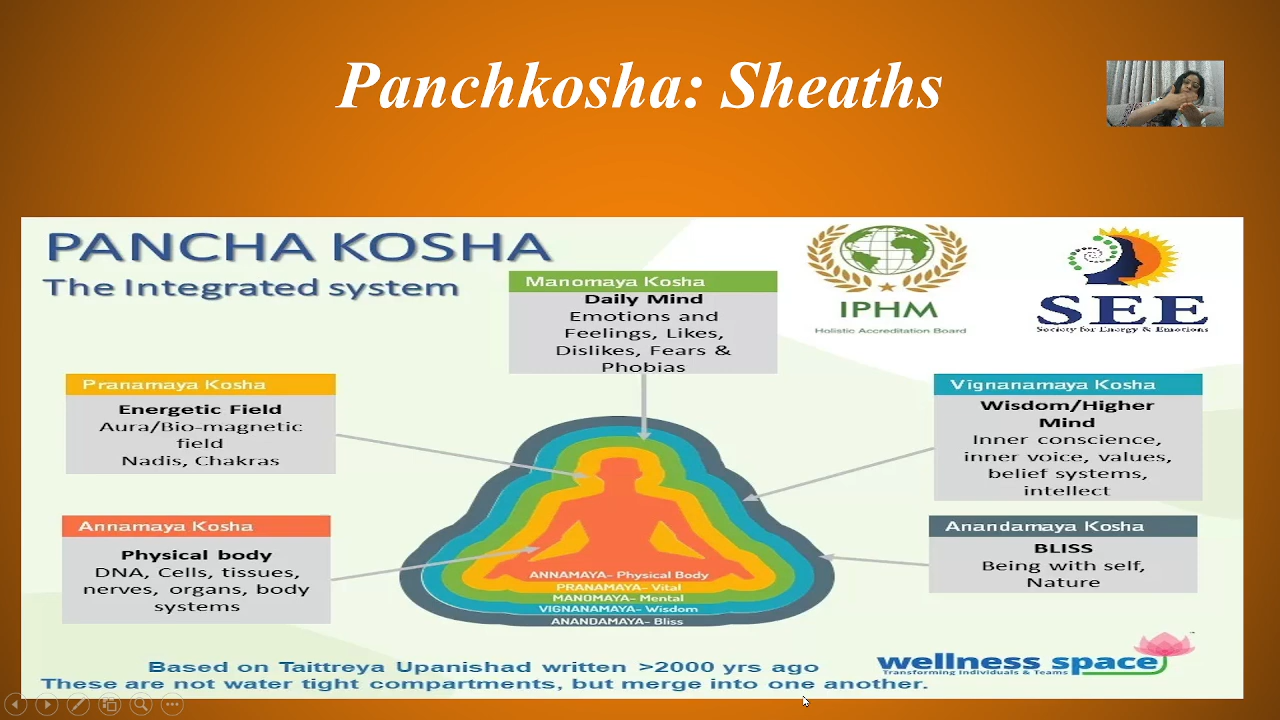 Panchkosha: Sheaths
PANCHA KOSHA
The Integrated system
Manomaya Kosha
Daily Mind
Emotions and
Feelings, Likes,
Dislikes, Fears &
Phobias
IPHM
Holistic Accreditation Board
SEE
Society for Energy & Emotions
Pranamaya Kosha
Energetic Field
Aura/Bio-magnetic
field
Nadis, Chakras
Vignanamaya Kosha
Wisdom/Higher
Mind
Inner conscience,
inner voice, values,
belief systems,
intellect
Annamaya Kosha
Physical body
DNA, Cells, tissues,
nerves, organs, body
systems
Anandamaya Kosha
BLISS
Being with self,
Nature
ANNAMAYA- Physical Body
PRANAMAYA- Vital
MANOMAYA- Mental
VIGNANAMAYA- Wisdom
ANANDAMAYA- Bliss
Based on Taittreya Upanishad written >2000 yrs ago
These are not water tight compartments, but merge into one another.
wellness space
Transforming Individuals & Teams